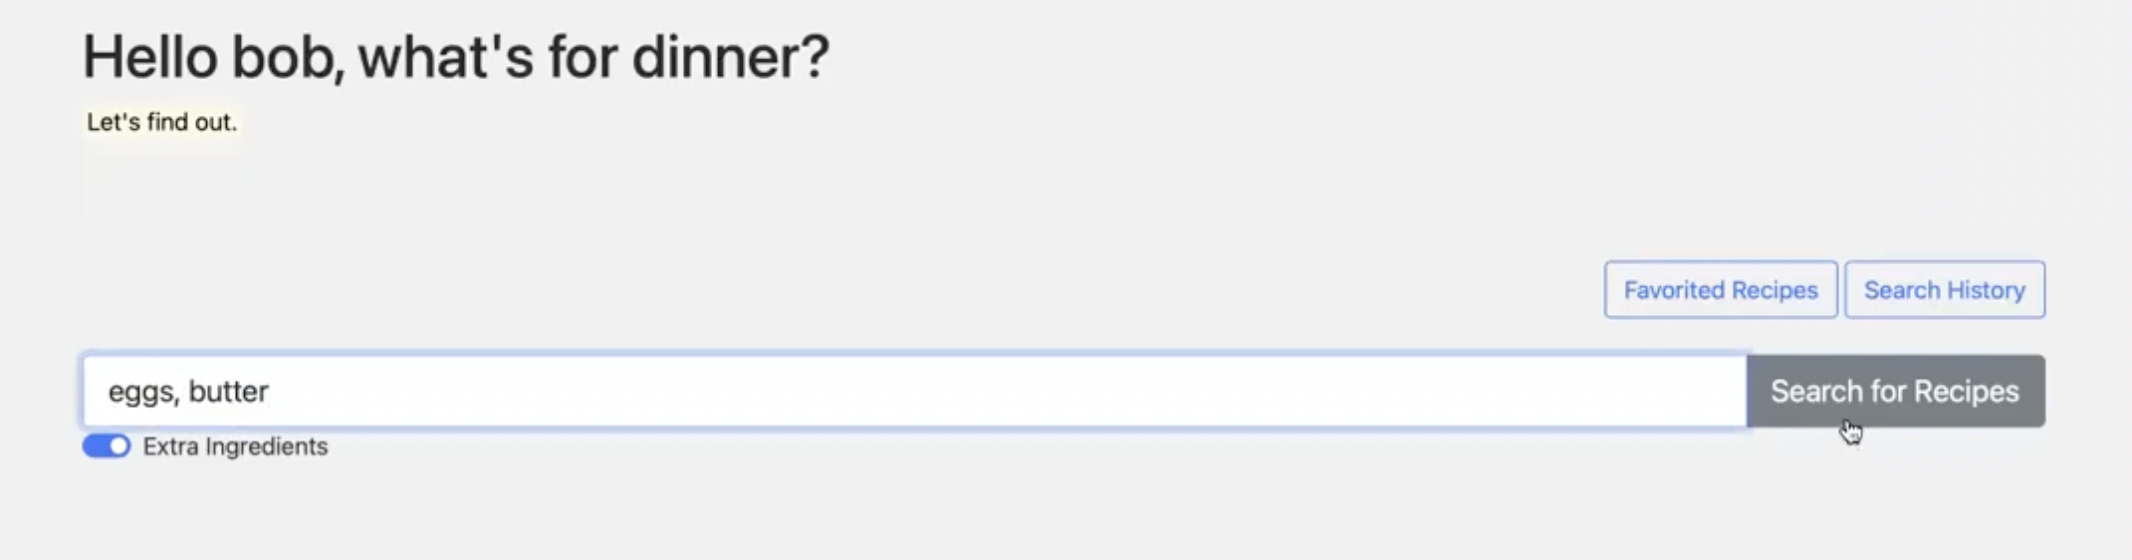 Hello bob, what's for dinner?
Let's find out.
Favorited Recipes
Search History
eggs, butter
Search for Recipes
Extra Ingredients